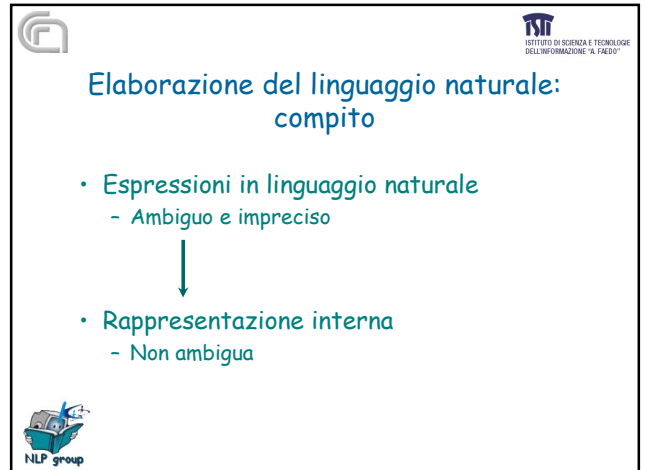 ISTI
ISTITUTO DI SCIENZA E TECNOLOGIE
DELL'INFORMAZIONE "A. FAEDO"
Elaborazione del linguaggio naturale:
compito
• Espressioni in linguaggio naturale
– Ambiguo e impreciso
• Rappresentazione interna
– Non ambigua
NLP group